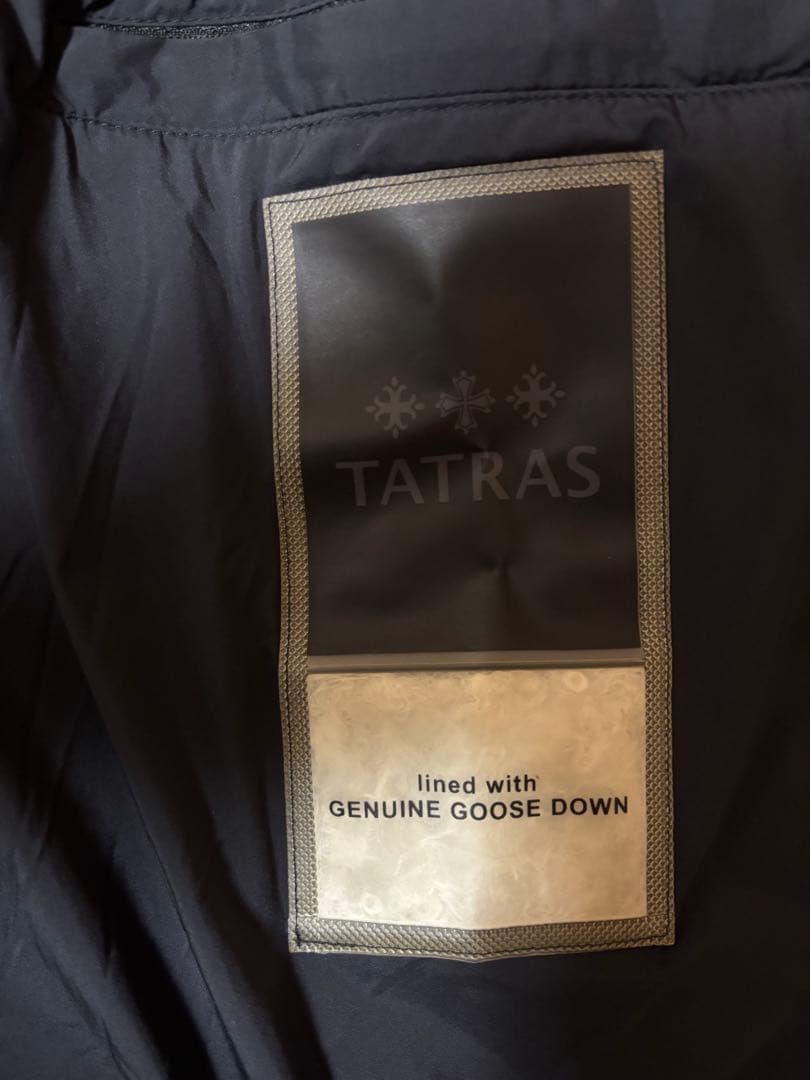 TATRAS
lined with
GENUINE GOOSE DOWN